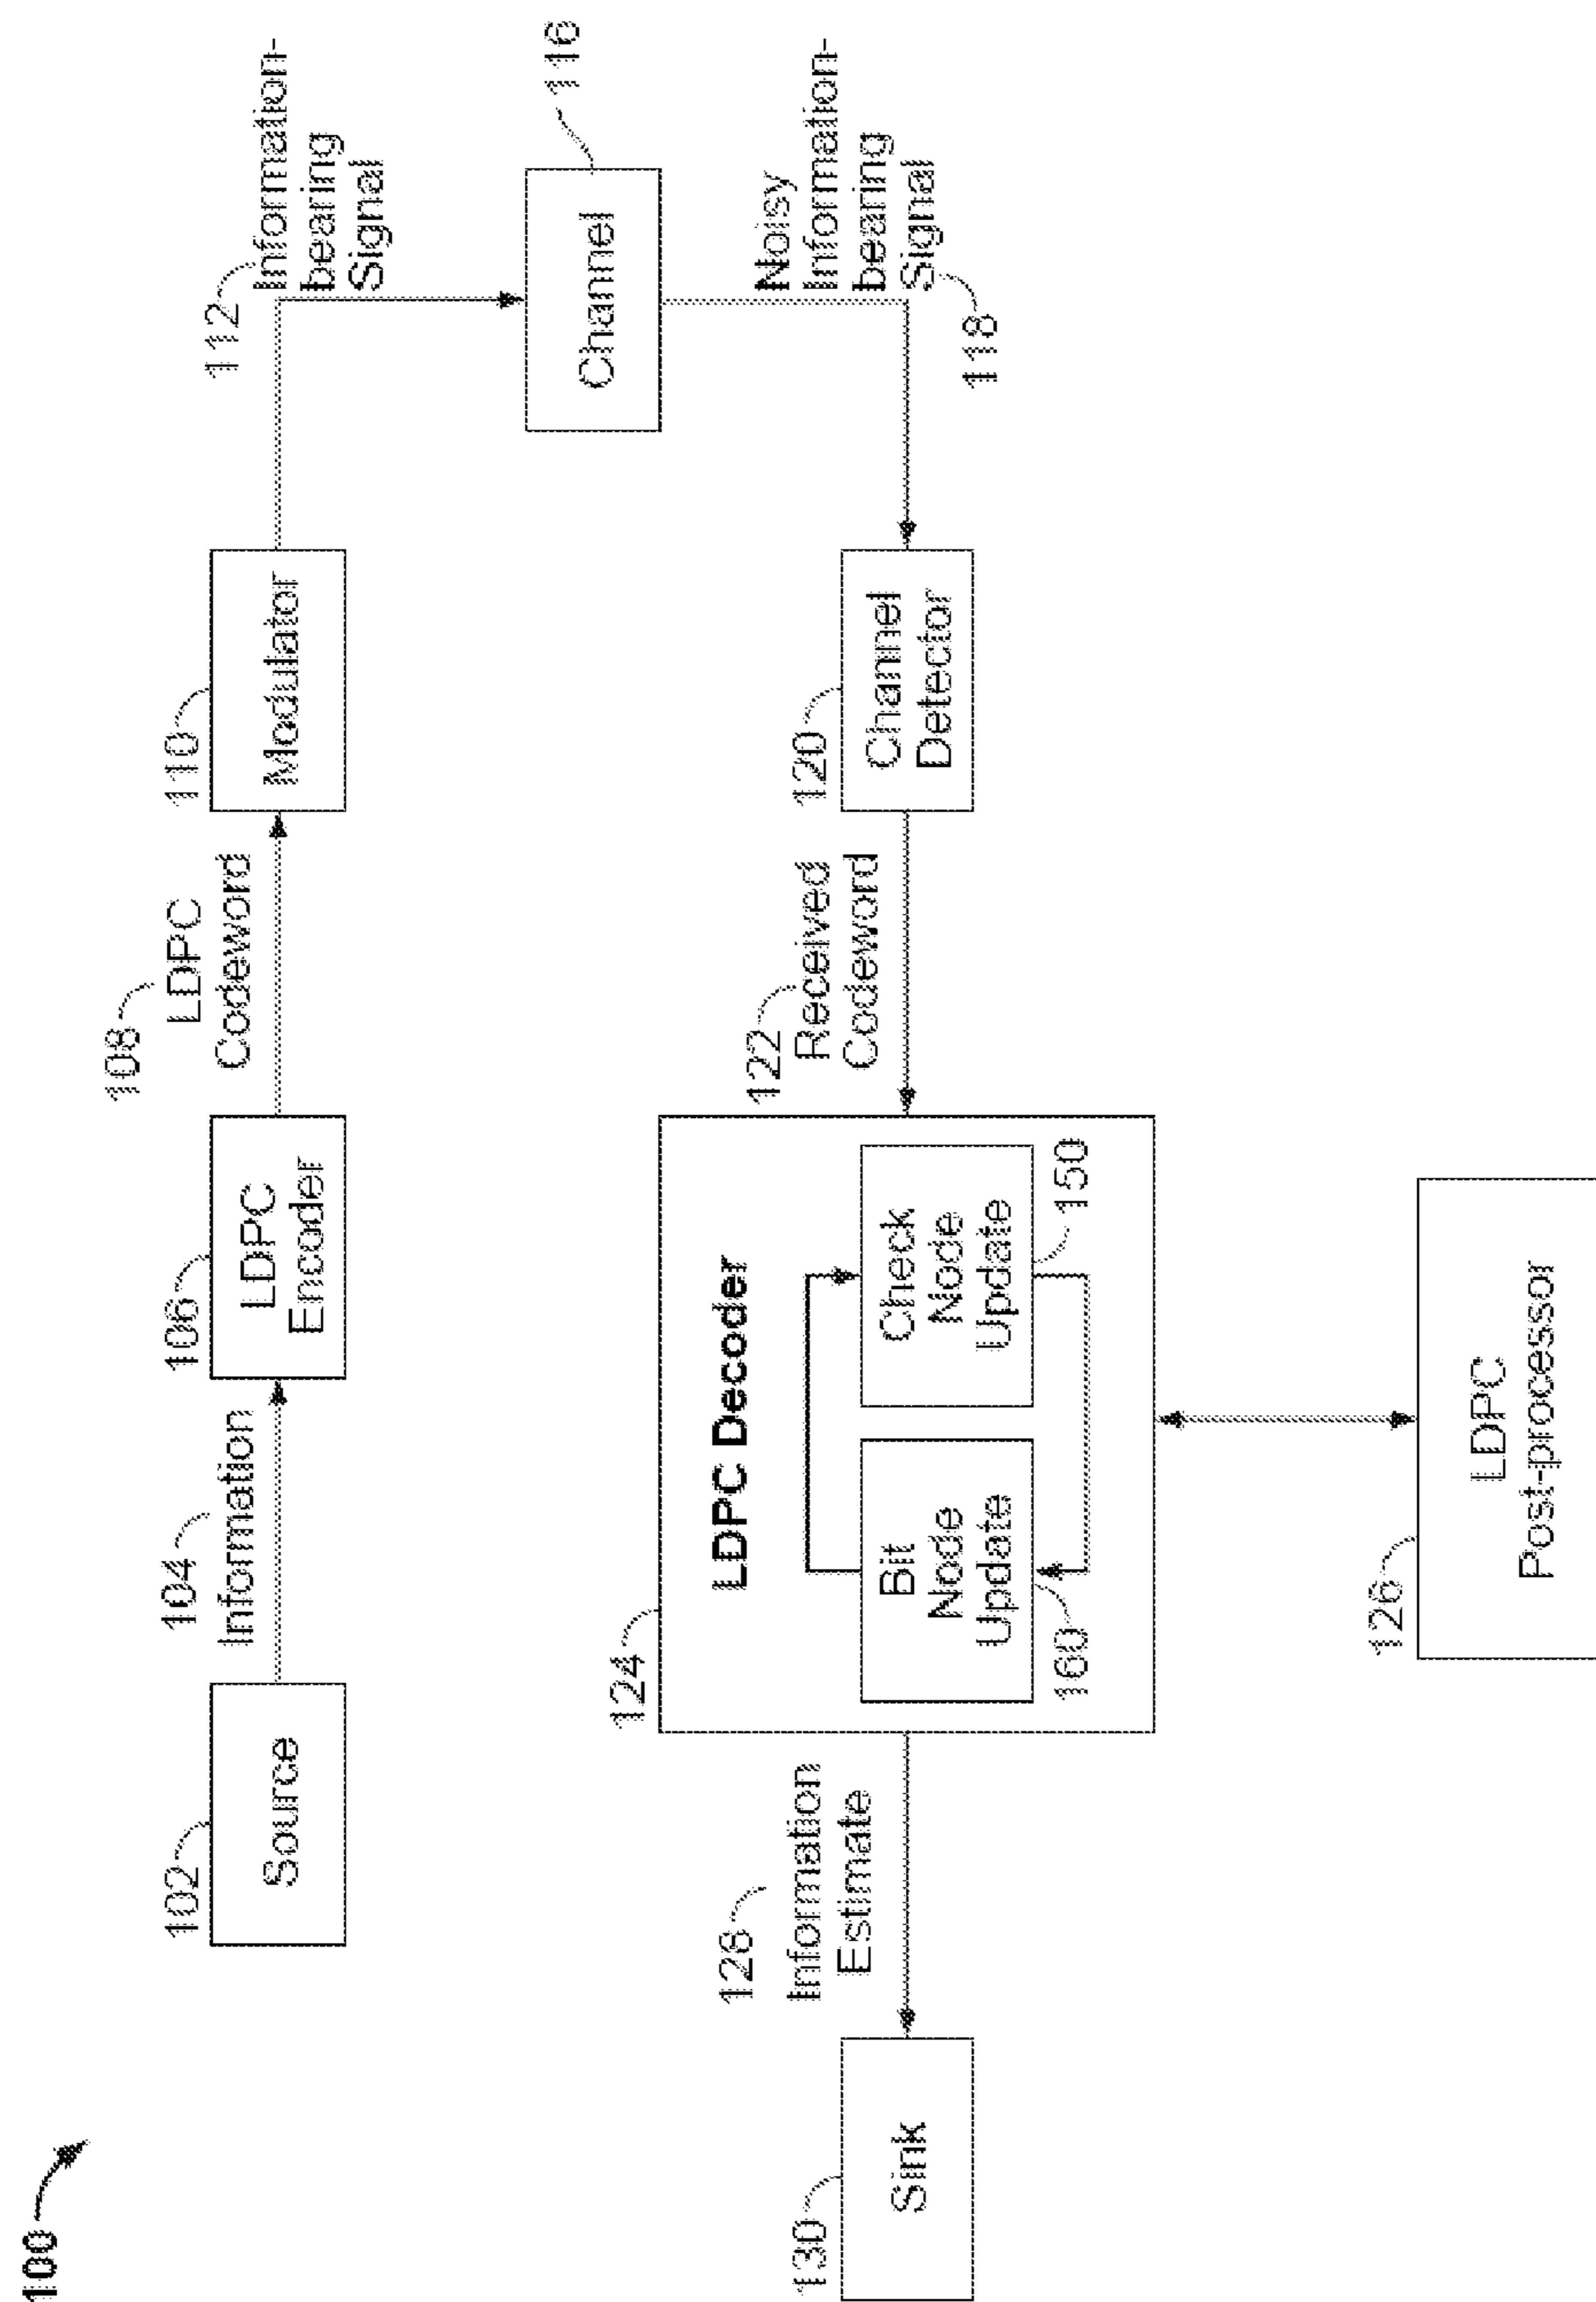 100
102
Source
104
Information
106
LDPC
Encoder
108
LDPC
Codeword
110
Modulator
112
Information-
bearing
Signal
116
Channel
Noisy
Information-
bearing
Signal
118
120
Channel
Detector
122
Received
Codeword
124
LDPC Decoder
Check
Node
Update
150
Bit
Node
Update
160
126
LDPC
Post-processor
128
Information
Estimate
130
Sink